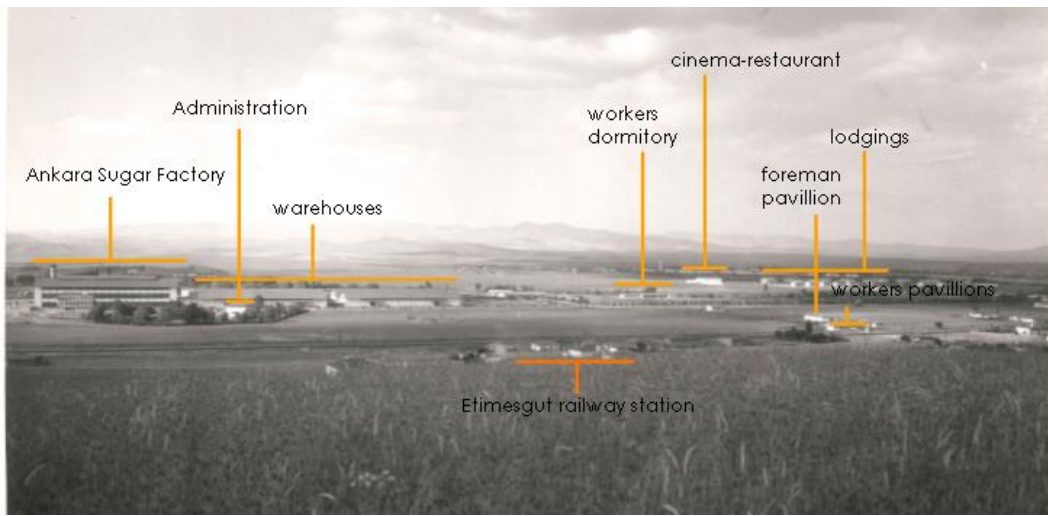 cinema-restaurant
Administration
workers
dormitory
lodgings
Ankara Sugar Factory
foreman
pavillion
warehouses
workers pavillions
Etimesgut railway station